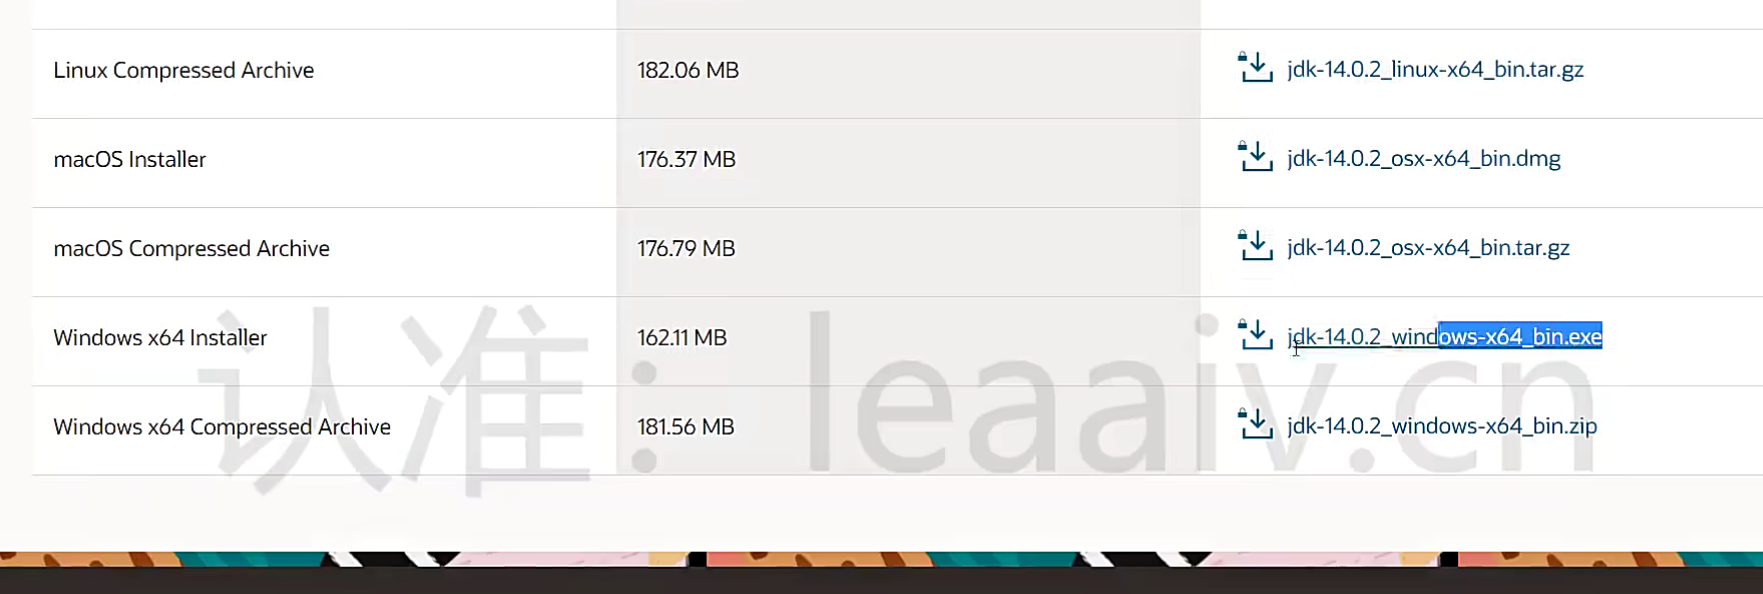 Linux Compressed Archive 182.06 MB jdk-14.0.2_linux-x64_bin.tar.gz
macOS Installer 176.37 MB jdk-14.0.2_osx-x64_bin.dmg
macOS Compressed Archive 176.79 MB jdk-14.0.2_osx-x64_bin.tar.gz
Windows x64 Installer 162.11 MB jdk-14.0.2_windows-x64_bin.exe
Windows x64 Compressed Archive 181.56 MB jdk-14.0.2_windows-x64_bin.zip
认准：leaaiv.cn